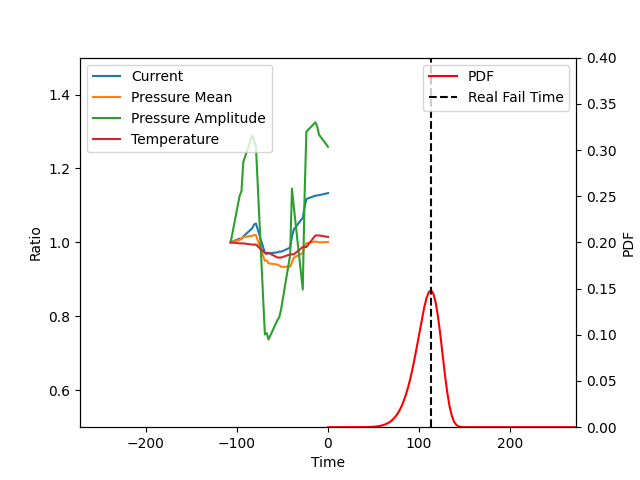 Current
Pressure Mean
Pressure Amplitude
Temperature
PDF
Real Fail Time
1.4
1.2
1.0
0.8
0.6
Ratio
0.40
0.35
0.30
0.25
0.20
0.15
0.10
0.05
0.00
PDF
−200
−100
0
100
200
Time